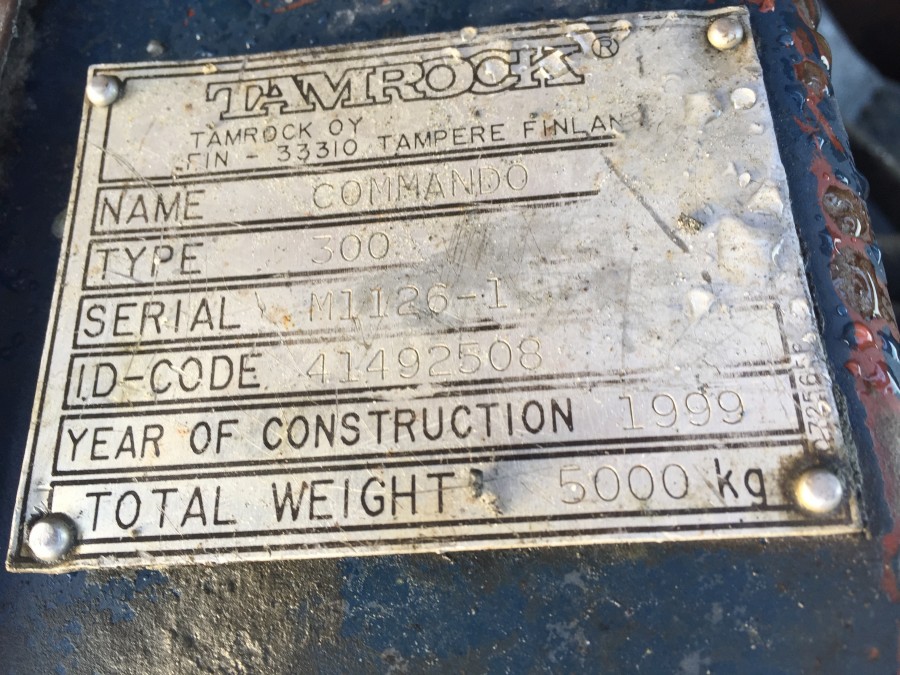 TAMROCK®
TAMROCK OY
FIN - 33310 TAMPERE FINLAN
NAME COMMANDO
TYPE 300
SERIAL M1126-1
ID-CODE 41492508
YEAR OF CONSTRUCTION 1999
TOTAL WEIGHT 5000 kg